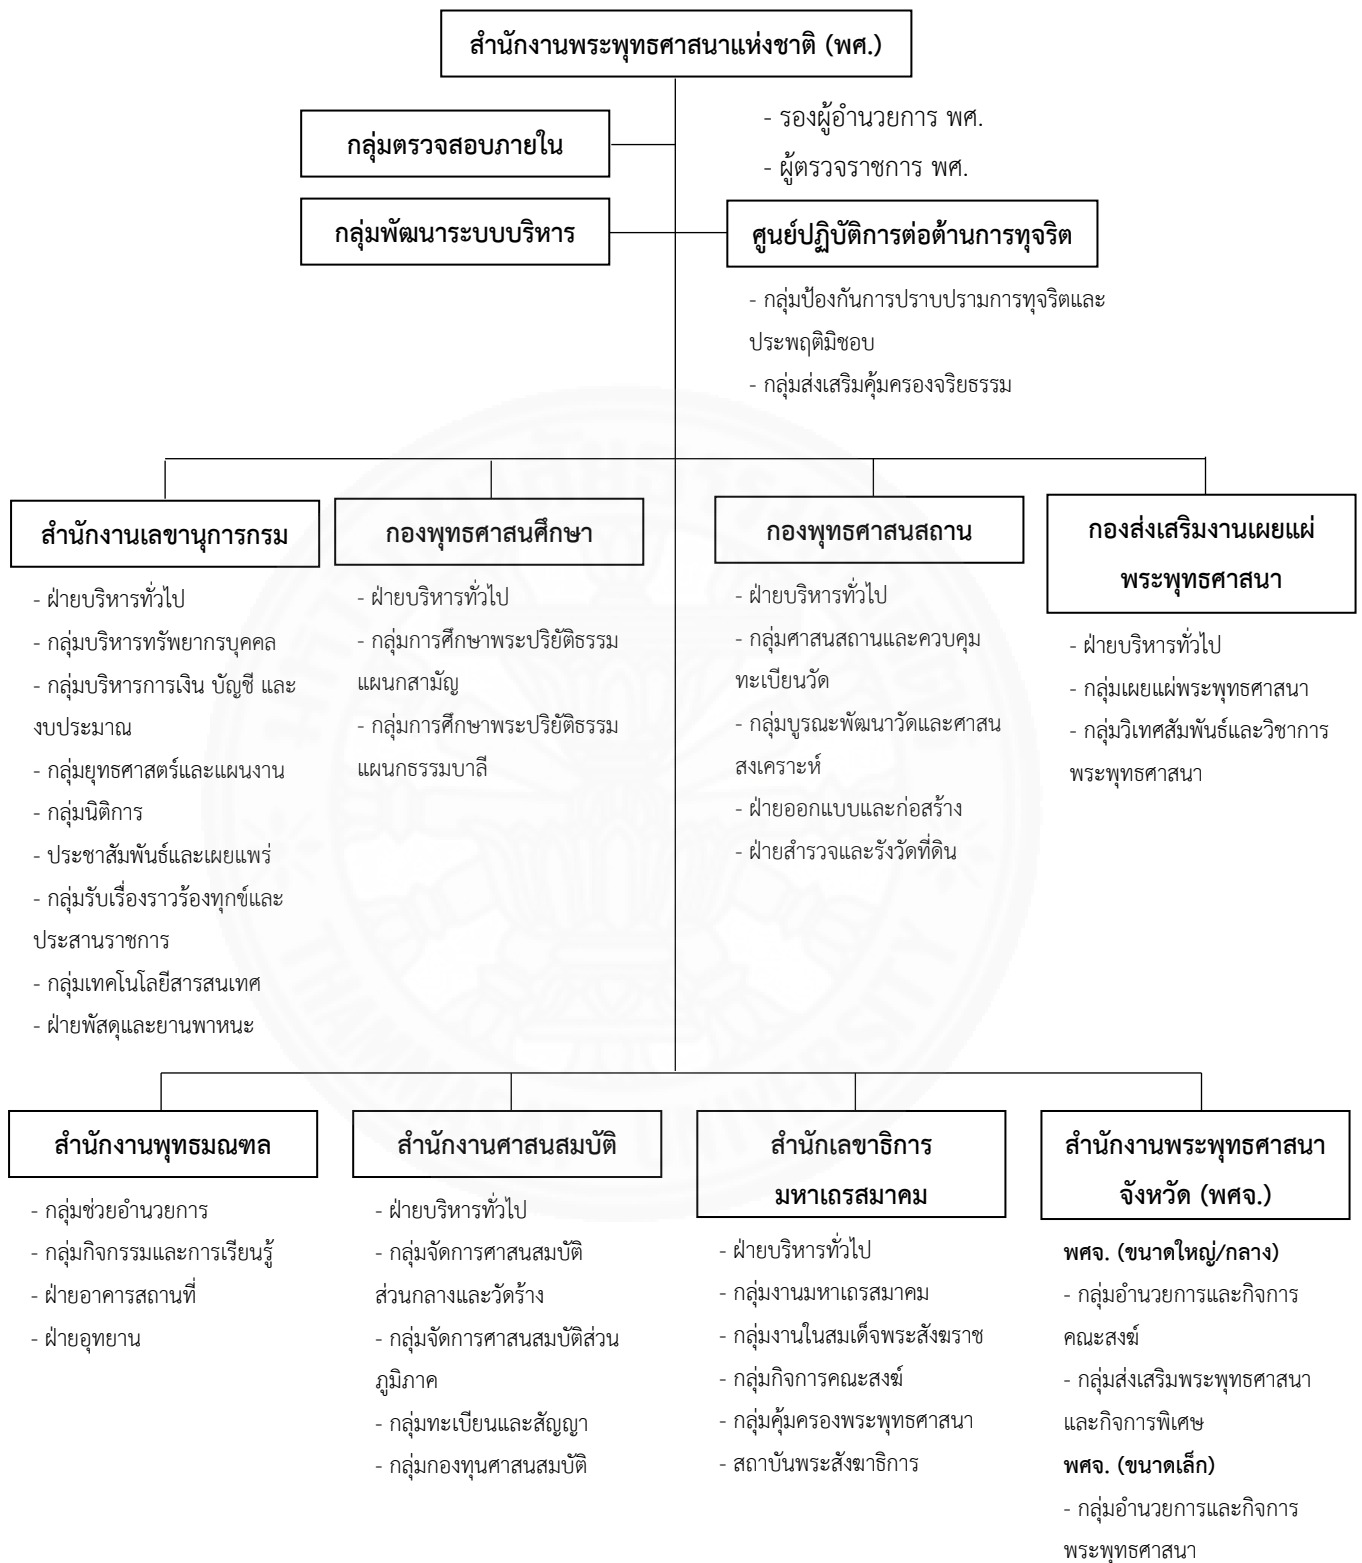 สำนักงานพระพุทธศาสนาแห่งชาติ (พศ.)
- รองผู้อำนวยการ พศ.
กลุ่มตรวจสอบภายใน
- ผู้ตรวจราชการ พศ.
กลุ่มพัฒนาระบบบริหาร
ศูนย์ปฏิบัติการต่อต้านการทุจริต
- กลุ่มป้องกันการปราบปรามการทุจริตและ
ประพฤติมิชอบ
- กลุ่มส่งเสริมคุ้มครองจริยธรรม
สำนักงานเลขานุการกรม
- ฝ่ายบริหารทั่วไป
- กลุ่มบริหารทรัพยากรบุคคล
- กลุ่มบริหารการเงิน บัญชี และ
งบประมาณ
- กลุ่มยุทธศาสตร์และแผนงาน
- กลุ่มนิติการ
- ประชาสัมพันธ์และเผยแพร่
- กลุ่มรับเรื่องราวร้องทุกข์และ
ประสานราชการ
- กลุ่มเทคโนโลยีสารสนเทศ
- ฝ่ายพัสดุและยานพาหนะ
กองพุทธศาสนศึกษา
- ฝ่ายบริหารทั่วไป
- กลุ่มการศึกษาพระปริยัติธรรม
แผนกสามัญ
- กลุ่มการศึกษาพระปริยัติธรรม
แผนกธรรมบาลี
กองพุทธศาสนสถาน
- ฝ่ายบริหารทั่วไป
- กลุ่มศาสนสถานและควบคุม
ทะเบียนวัด
- กลุ่มบูรณะพัฒนาวัดและศาสน
สงเคราะห์
- ฝ่ายออกแบบและก่อสร้าง
- ฝ่ายสำรวจและรังวัดที่ดิน
กองส่งเสริมงานเผยแผ่
พระพุทธศาสนา
- ฝ่ายบริหารทั่วไป
- กลุ่มเผยแผ่พระพุทธศาสนา
- กลุ่มวิเทศสัมพันธ์และวิชาการ
พระพุทธศาสนา
สำนักงานพุทธมณฑล
- กลุ่มช่วยอำนวยการ
- กลุ่มกิจกรรมและการเรียนรู้
- ฝ่ายอาคารสถานที่
- ฝ่ายอุทยาน
สำนักงานศาสนสมบัติ
- ฝ่ายบริหารทั่วไป
- กลุ่มจัดการศาสนสมบัติ
ส่วนกลางและวัดร้าง
- กลุ่มจัดการศาสนสมบัติส่วน
ภูมิภาค
- กลุ่มทะเบียนและสัญญา
- กลุ่มกองทุนศาสนสมบัติ
สำนักเลขาธิการ
มหาเถรสมาคม
- ฝ่ายบริหารทั่วไป
- กลุ่มงานมหาเถรสมาคม
- กลุ่มงานในสมเด็จพระสังฆราช
- กลุ่มกิจการคณะสงฆ์
- กลุ่มคุ้มครองพระพุทธศาสนา
- สถาบันพระสังฆาธิการ
สำนักงานพระพุทธศาสนา
จังหวัด (พศจ.)
พศจ. (ขนาดใหญ่/กลาง)
- กลุ่มอำนวยการและกิจการ
คณะสงฆ์
- กลุ่มส่งเสริมพระพุทธศาสนา
และกิจการพิเศษ
พศจ. (ขนาดเล็ก)
- กลุ่มอำนวยการและกิจการ
พระพุทธศาสนา
มหาวิทยาลัยธรรมศาสตร์
THAMMASAT UNIVERSITY